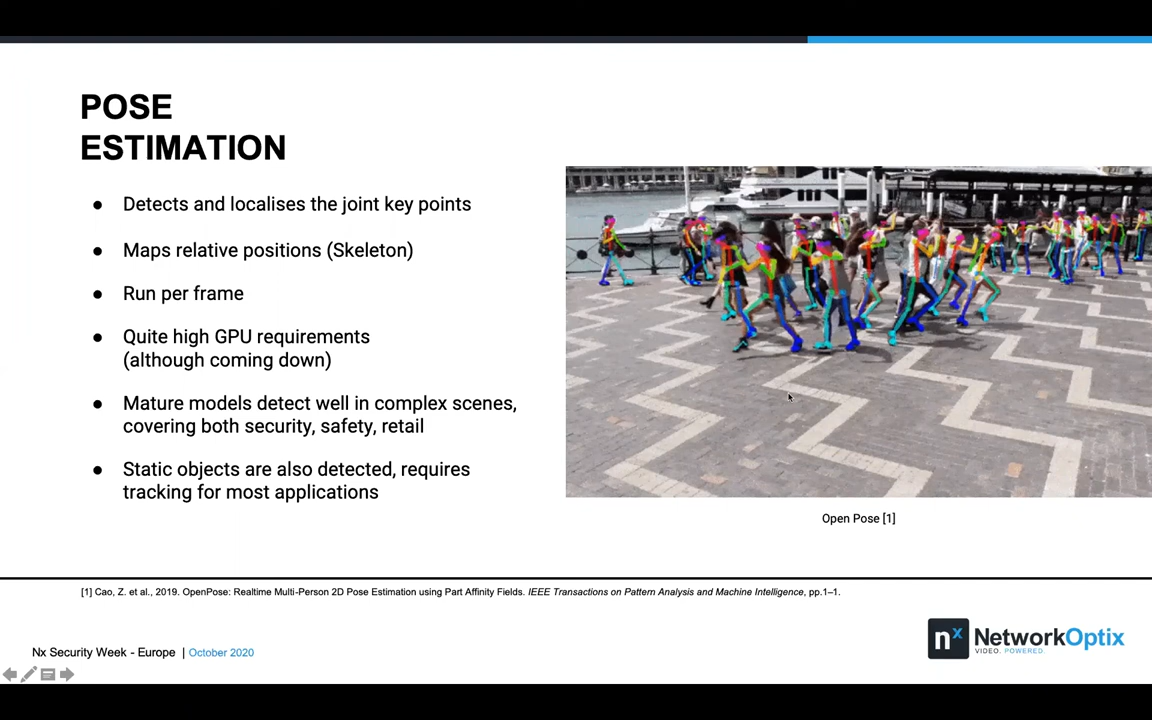 POSE
ESTIMATION
● Detects and localises the joint key points
● Maps relative positions (Skeleton)
● Run per frame
● Quite high GPU requirements
(although coming down)
● Mature models detect well in complex scenes,
covering both security, safety, retail
● Static objects are also detected, requires
tracking for most applications
Open Pose [1]
[1] Cao, Z. et al., 2019. OpenPose: Realtime Multi-Person 2D Pose Estimation using Part Affinity Fields. IEEE Transactions on Pattern Analysis and Machine Intelligence, pp.1–1.
Nx Security Week - Europe | October 2020
nx NetworkOptix
VIDEO. POWERED.